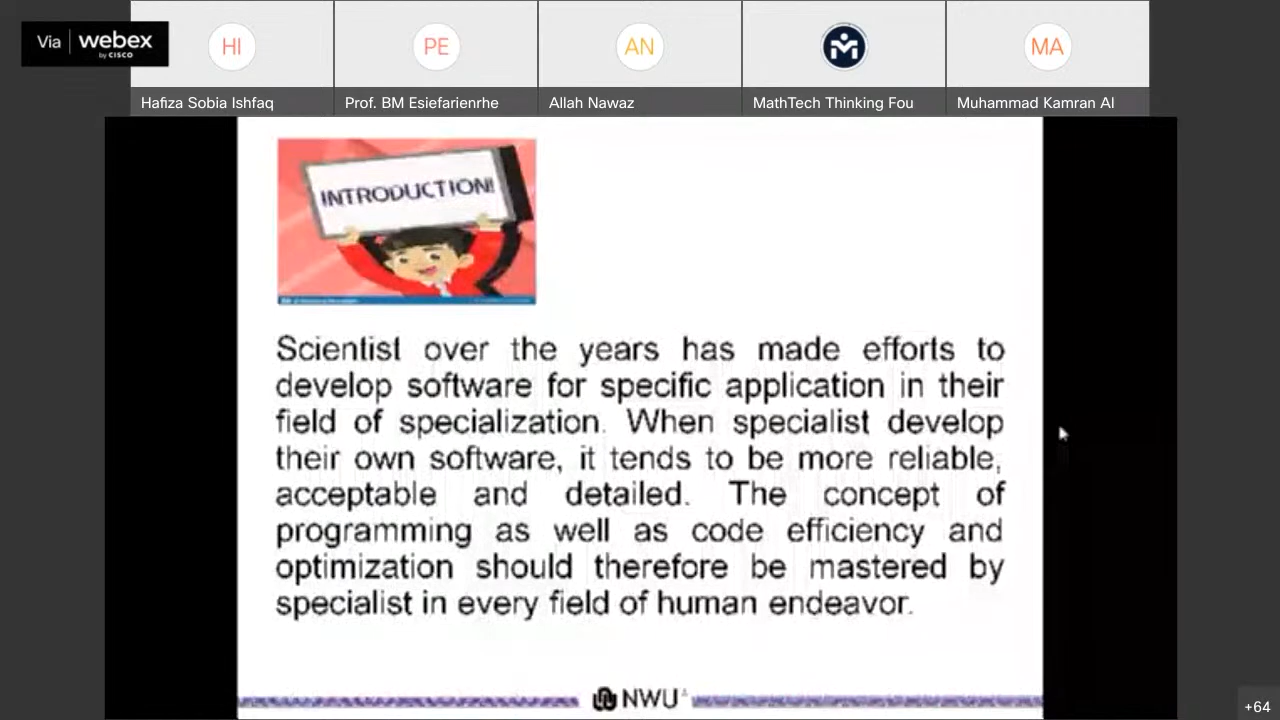 Via webex
by CISCO
HI
PE
AN
MA
Hafiza Sobia Ishfaq
Prof. BM Esiefarienrhe
Allah Nawaz
MathTech Thinking Fou
Muhammad Kamran Al
INTRODUCTION!
Scientist over the years has made efforts to
develop software for specific application in their
field of specialization. When specialist develop
their own software, it tends to be more reliable,
acceptable and detailed. The concept of
programming as well as code efficiency and
optimization should therefore be mastered by
specialist in every field of human endeavor.
NWU
+64